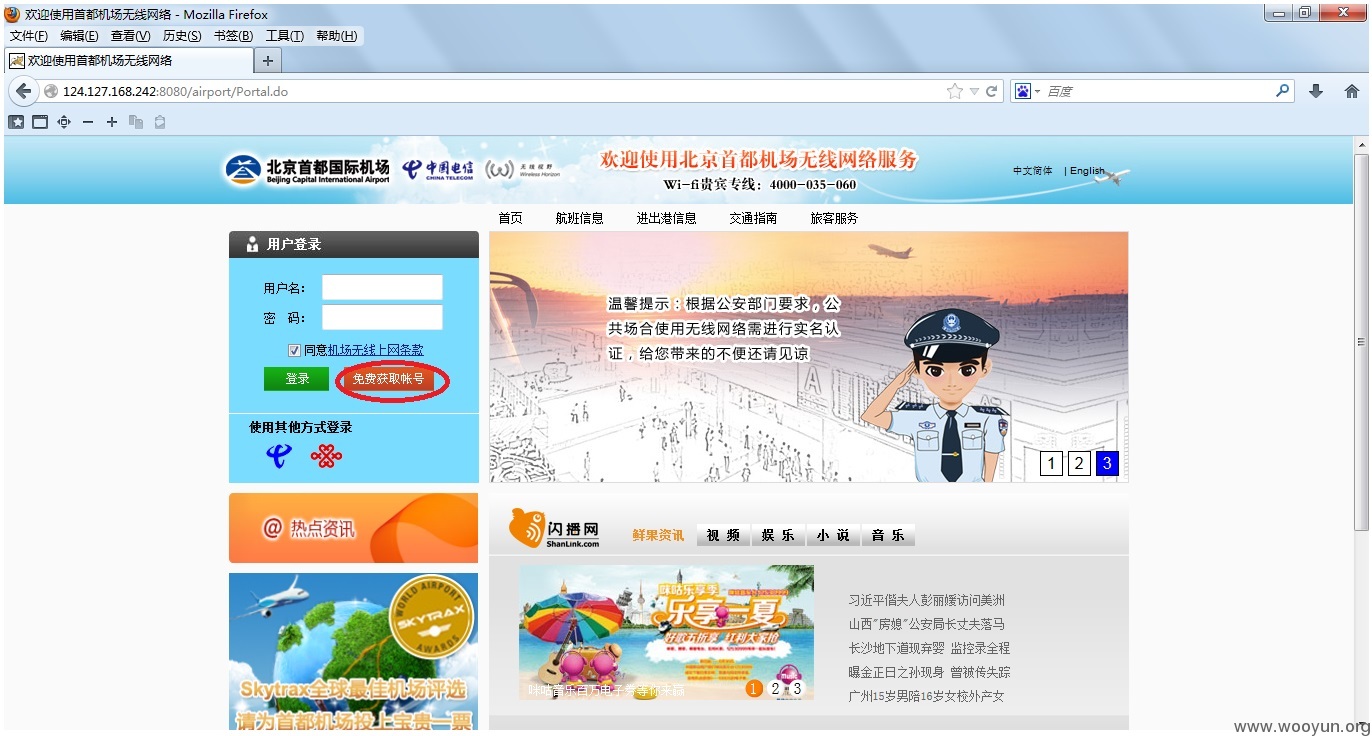 欢迎使用首都机场无线网络 - Mozilla Firefox
文件(F) 编辑(E) 查看(V) 历史(S) 书签(B) 工具(T) 帮助(H)
欢迎使用首都机场无线网络
124.127.168.242:8080/airport/Portal.do
百度
北京首都国际机场
Beijing Capital International Airport
中国电信
CHINA TELECOM
无线视野
Wireless Horizon
欢迎使用北京首都机场无线网络服务
Wi-fi贵宾专线：4000-035-060
中文简体 | English
首页 航班信息 进出港信息 交通指南 旅客服务
用户登录
用户名：
密 码：
同意机场无线上网条款
登录 免费获取帐号
使用其他方式登录
温馨提示：根据公安部门要求，公
共场合使用无线网络需进行实名认
证，给您带来的不便还请见谅
1 2 3
@ 热点资讯
WORLD AIRPORT
SKYTRAX
AWARDS
Skytrax全球最佳机场评选
请为首都机场投上宝贵一票
闪播网
ShanLink.com
鲜果资讯 视 频 娱 乐 小 说 音 乐
咪咕乐享季
乐享一夏
好歌五折享 红利大家抢
咪咕音乐百万电子券等你来赢
1 2 3
习近平偕夫人彭丽媛访问美洲
山西"房媳"公安局长丈夫落马
长沙地下道现弃婴 监控录全程
曝金正日之孙现身 曾被传失踪
广州15岁男陪16岁女校外产女
www.wooyun.org